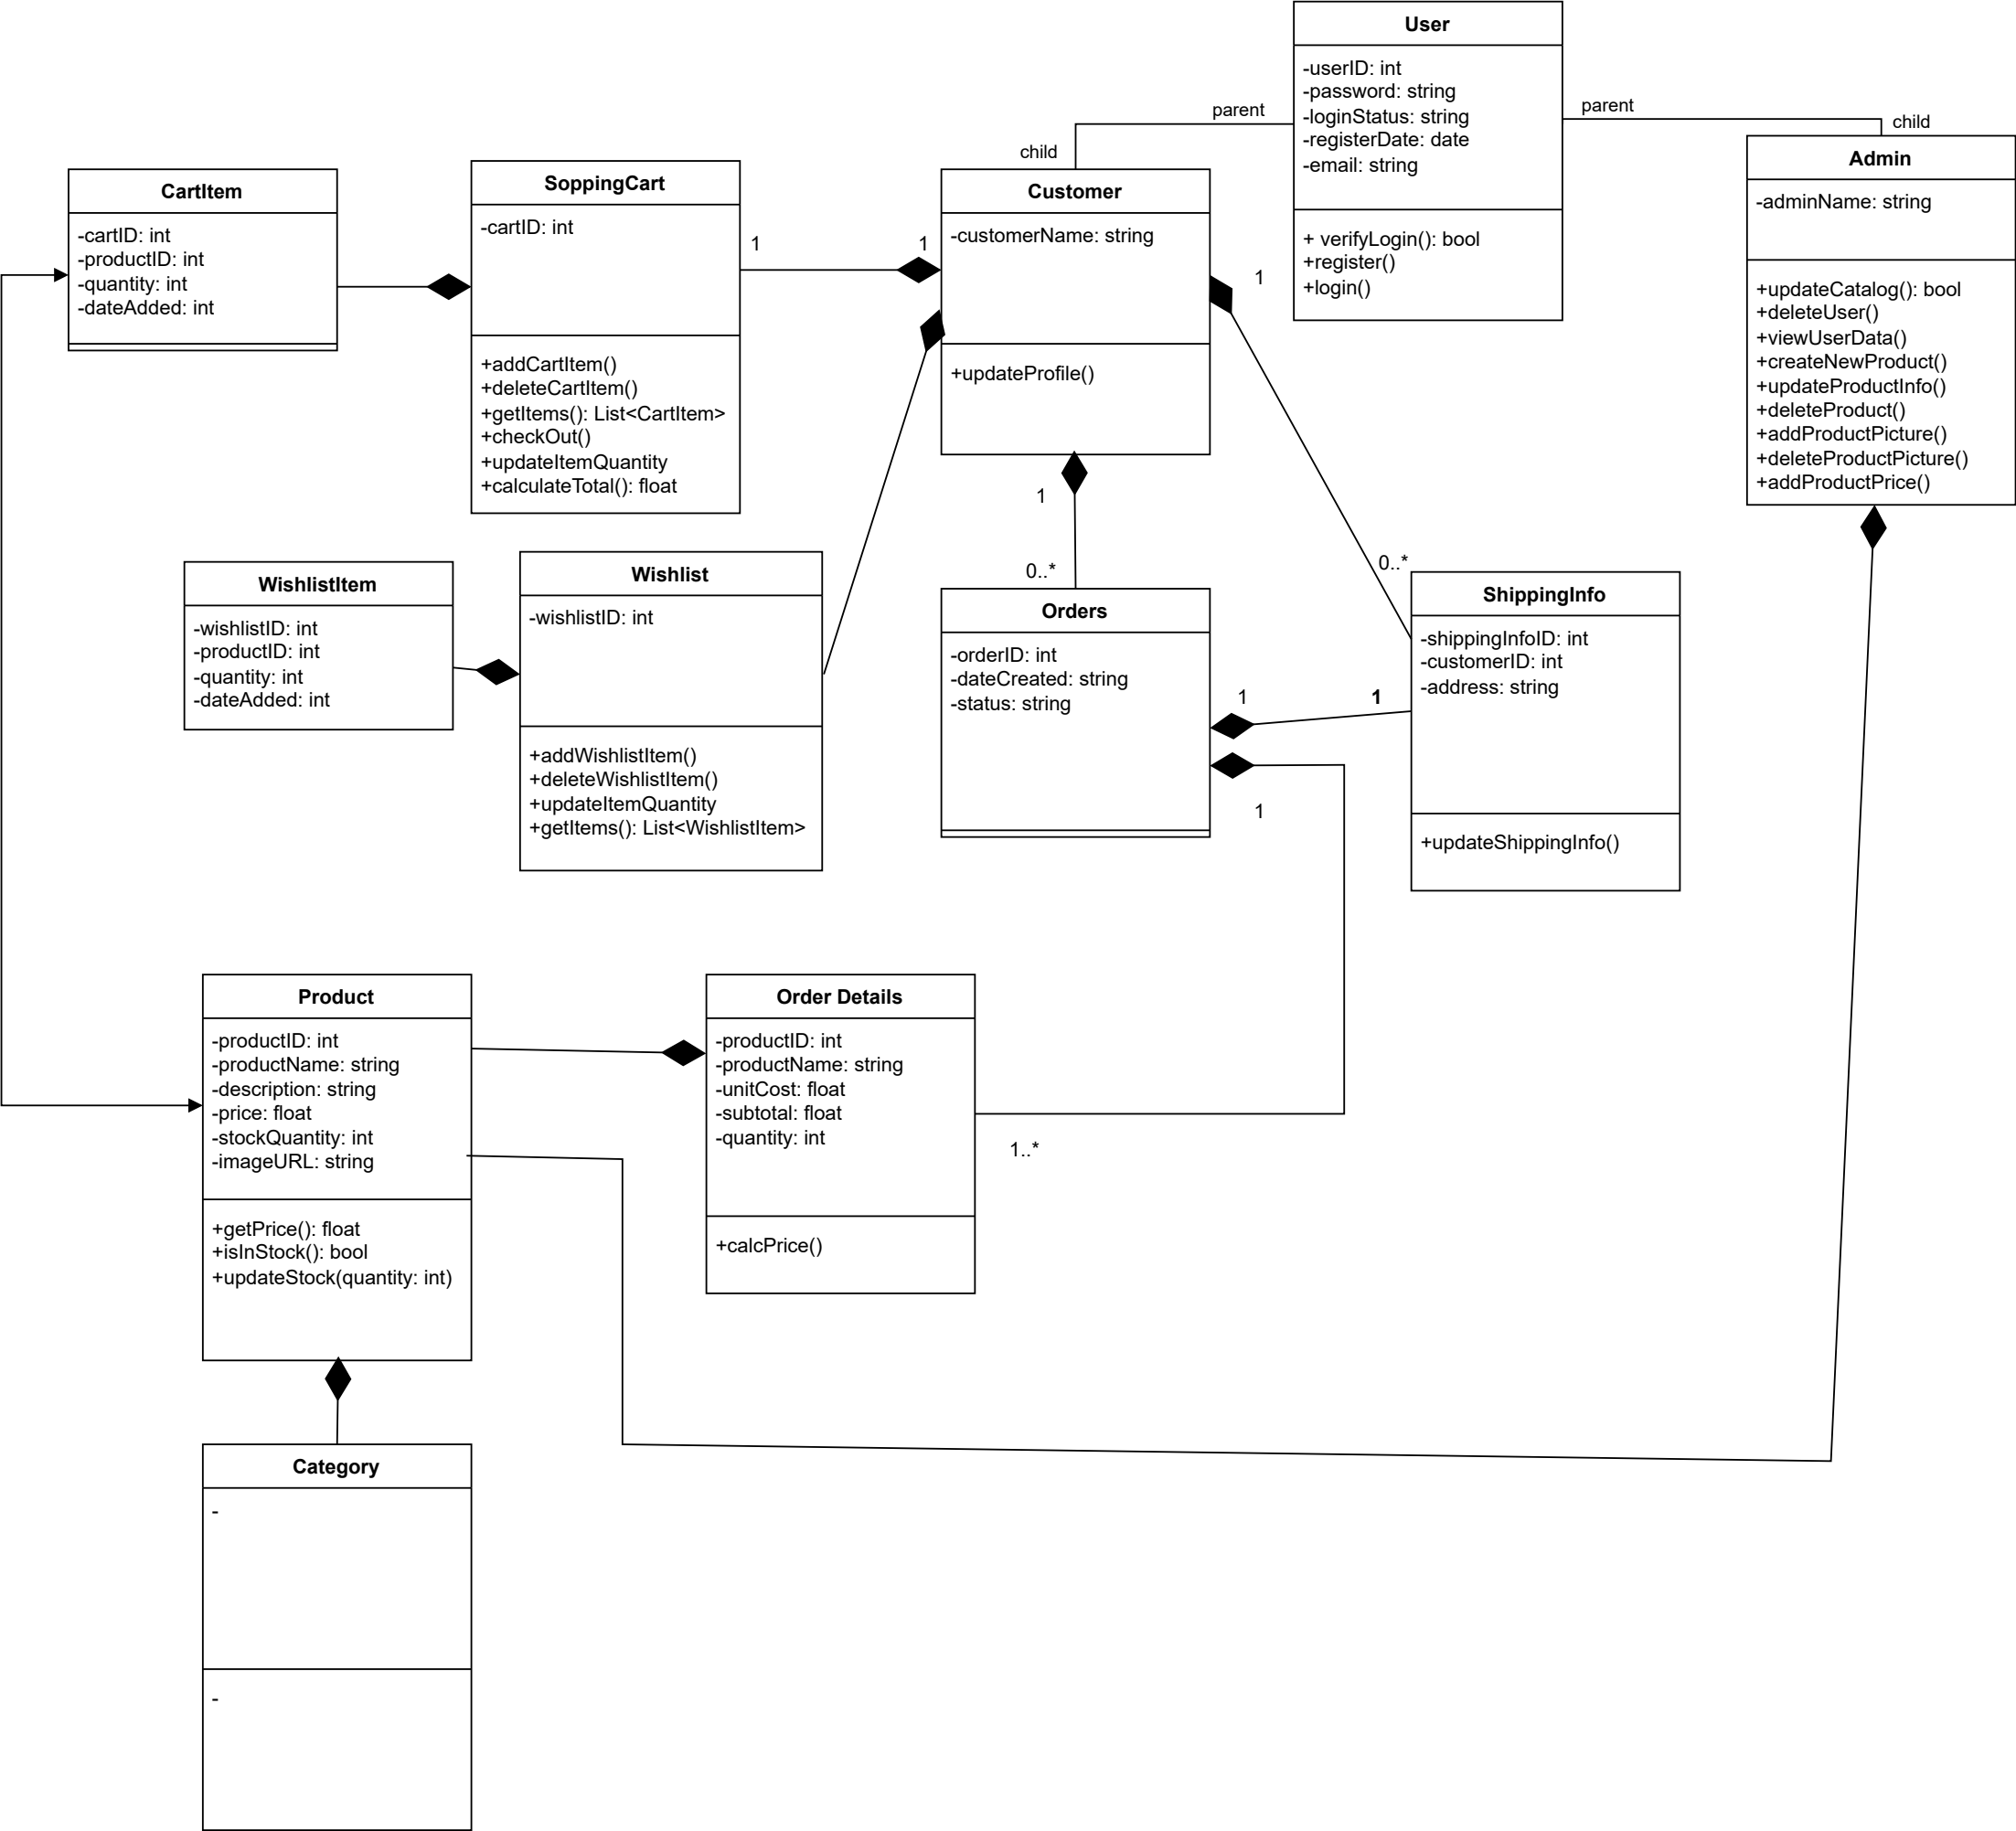 User
-userID: int
-password: string
-loginStatus: string
-registerDate: date
-email: string
+ verifyLogin(): bool
+register()
+login()
parent
child
parent
child
Admin
-adminName: string
+updateCatalog(): bool
+deleteUser()
+viewUserData()
+createNewProduct()
+updateProductInfo()
+deleteProduct()
+addProductPicture()
+deleteProductPicture()
+addProductPrice()
CartItem
-cartID: int
-productID: int
-quantity: int
-dateAdded: int
SoppingCart
-cartID: int
+addCartItem()
+deleteCartItem()
+getItems(): List<CartItem>
+checkOut()
+updateItemQuantity
+calculateTotal(): float
1
1
Customer
-customerName: string
+updateProfile()
1
1
0..*
0..*
WishlistItem
-wishlistID: int
-productID: int
-quantity: int
-dateAdded: int
Wishlist
-wishlistID: int
+addWishlistItem()
+deleteWishlistItem()
+updateItemQuantity
+getItems(): List<WishlistItem>
Orders
-orderID: int
-dateCreated: string
-status: string
1
1
1
ShippingInfo
-shippingInfoID: int
-customerID: int
-address: string
+updateShippingInfo()
Product
-productID: int
-productName: string
-description: string
-price: float
-stockQuantity: int
-imageURL: string
+getPrice(): float
+isInStock(): bool
+updateStock(quantity: int)
Order Details
-productID: int
-productName: string
-unitCost: float
-subtotal: float
-quantity: int
+calcPrice()
1..*
Category
-
-